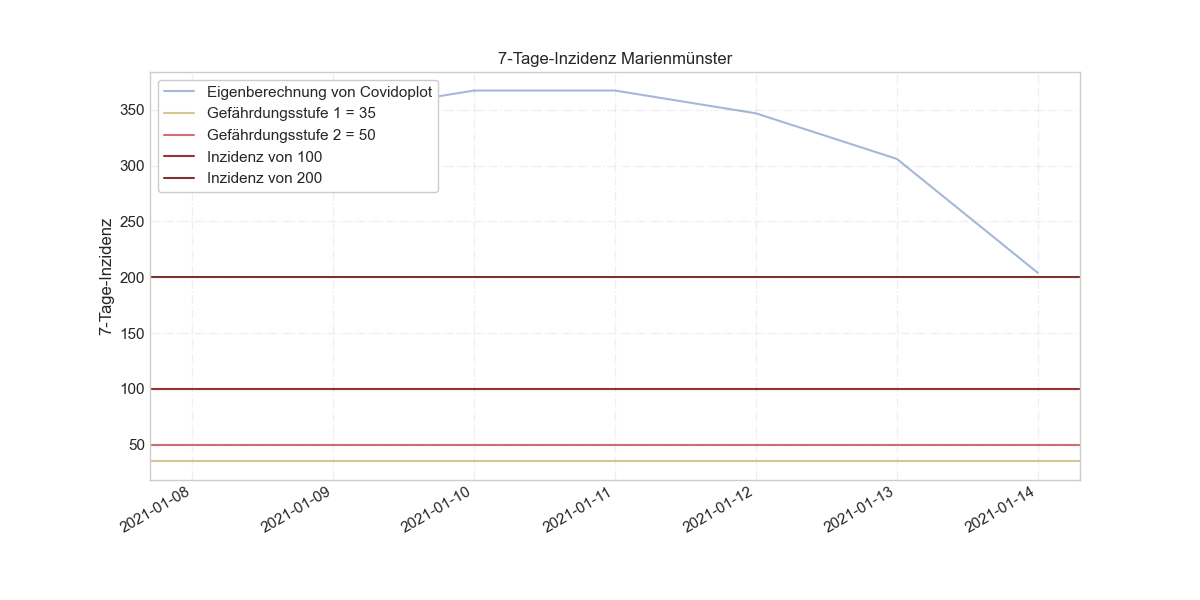 7-Tage-Inzidenz Marienmünster
Eigenberechnung von Covidoplot
Gefährdungsstufe 1 = 35
Gefährdungsstufe 2 = 50
Inzidenz von 100
Inzidenz von 200
7-Tage-Inzidenz
350
300
250
200
150
100
50
2021-01-08
2021-01-09
2021-01-10
2021-01-11
2021-01-12
2021-01-13
2021-01-14